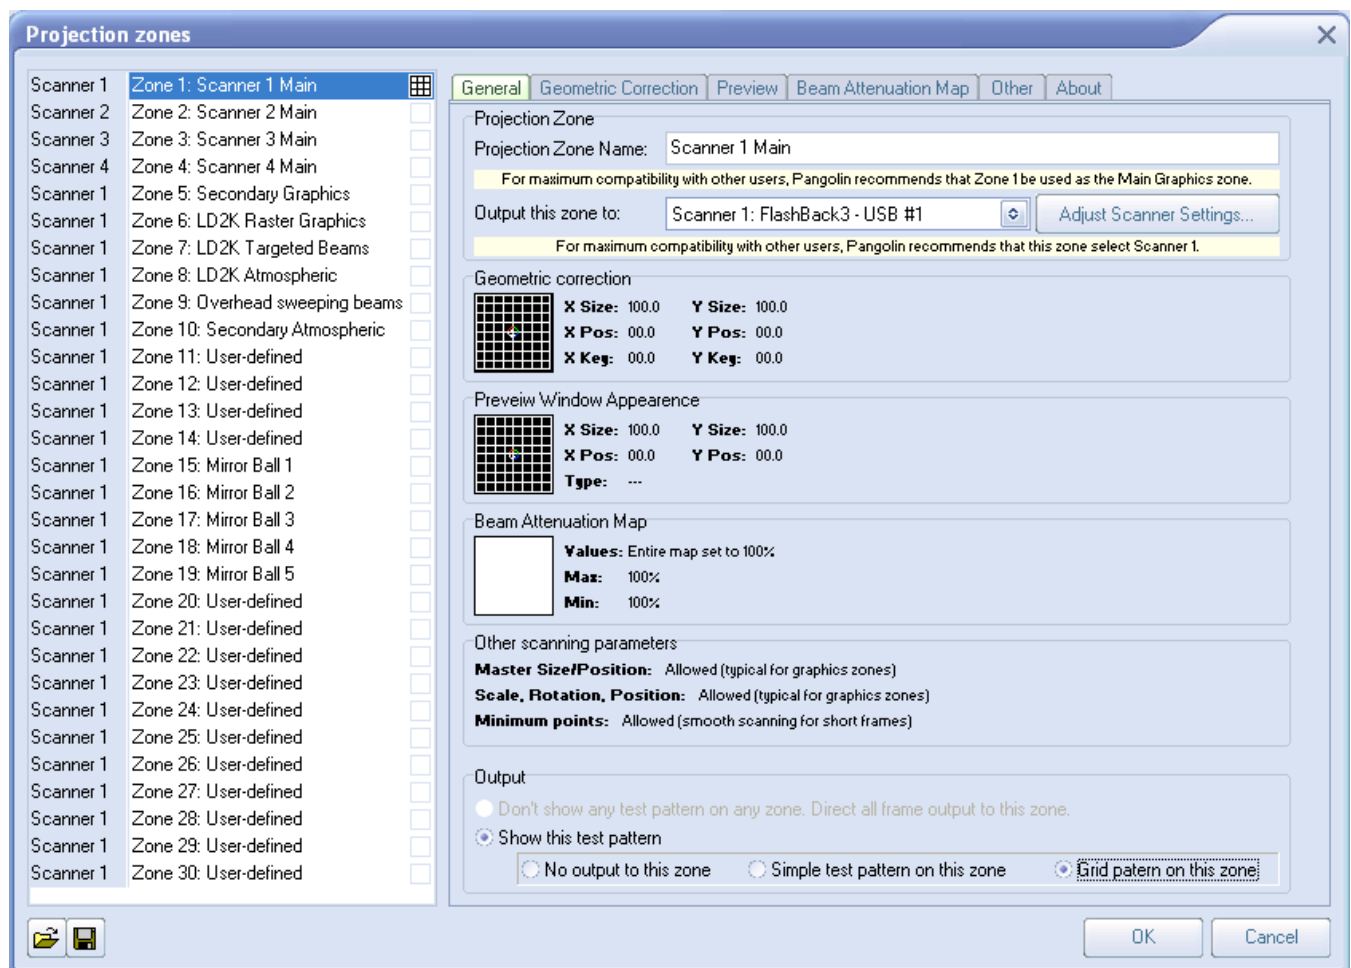 Projection zones
Scanner 1 Zone 1: Scanner 1 Main
Scanner 2 Zone 2: Scanner 2 Main
Scanner 3 Zone 3: Scanner 3 Main
Scanner 4 Zone 4: Scanner 4 Main
Scanner 1 Zone 5: Secondary Graphics
Scanner 1 Zone 6: LD2K Raster Graphics
Scanner 1 Zone 7: LD2K Targeted Beams
Scanner 1 Zone 8: LD2K Atmospheric
Scanner 1 Zone 9: Overhead sweeping beams
Scanner 1 Zone 10: Secondary Atmospheric
Scanner 1 Zone 11: User-defined
Scanner 1 Zone 12: User-defined
Scanner 1 Zone 13: User-defined
Scanner 1 Zone 14: User-defined
Scanner 1 Zone 15: Mirror Ball 1
Scanner 1 Zone 16: Mirror Ball 2
Scanner 1 Zone 17: Mirror Ball 3
Scanner 1 Zone 18: Mirror Ball 4
Scanner 1 Zone 19: Mirror Ball 5
Scanner 1 Zone 20: User-defined
Scanner 1 Zone 21: User-defined
Scanner 1 Zone 22: User-defined
Scanner 1 Zone 23: User-defined
Scanner 1 Zone 24: User-defined
Scanner 1 Zone 25: User-defined
Scanner 1 Zone 26: User-defined
Scanner 1 Zone 27: User-defined
Scanner 1 Zone 28: User-defined
Scanner 1 Zone 29: User-defined
Scanner 1 Zone 30: User-defined
General Geometric Correction Preview Beam Attenuation Map Other About
Projection Zone
Projection Zone Name: Scanner 1 Main
For maximum compatibility with other users, Pangolin recommends that Zone 1 be used as the Main Graphics zone.
Output this zone to: Scanner 1: FlashBack3 - USB #1 Adjust Scanner Settings...
For maximum compatibility with other users, Pangolin recommends that this zone select Scanner 1.
Geometric correction
X Size: 100.0 Y Size: 100.0
X Pos: 00.0 Y Pos: 00.0
X Key: 00.0 Y Key: 00.0
Preveiw Window Appearence
X Size: 100.0 Y Size: 100.0
X Pos: 00.0 Y Pos: 00.0
Type: ---
Beam Attenuation Map
Values: Entire map set to 100%
Max: 100%
Min: 100%
Other scanning parameters
Master Size/Position: Allowed (typical for graphics zones)
Scale, Rotation, Position: Allowed (typical for graphics zones)
Minimum points: Allowed (smooth scanning for short frames)
Output
Don't show any test pattern on any zone. Direct all frame output to this zone.
Show this test pattern
No output to this zone Simple test pattern on this zone Grid patern on this zone
OK Cancel